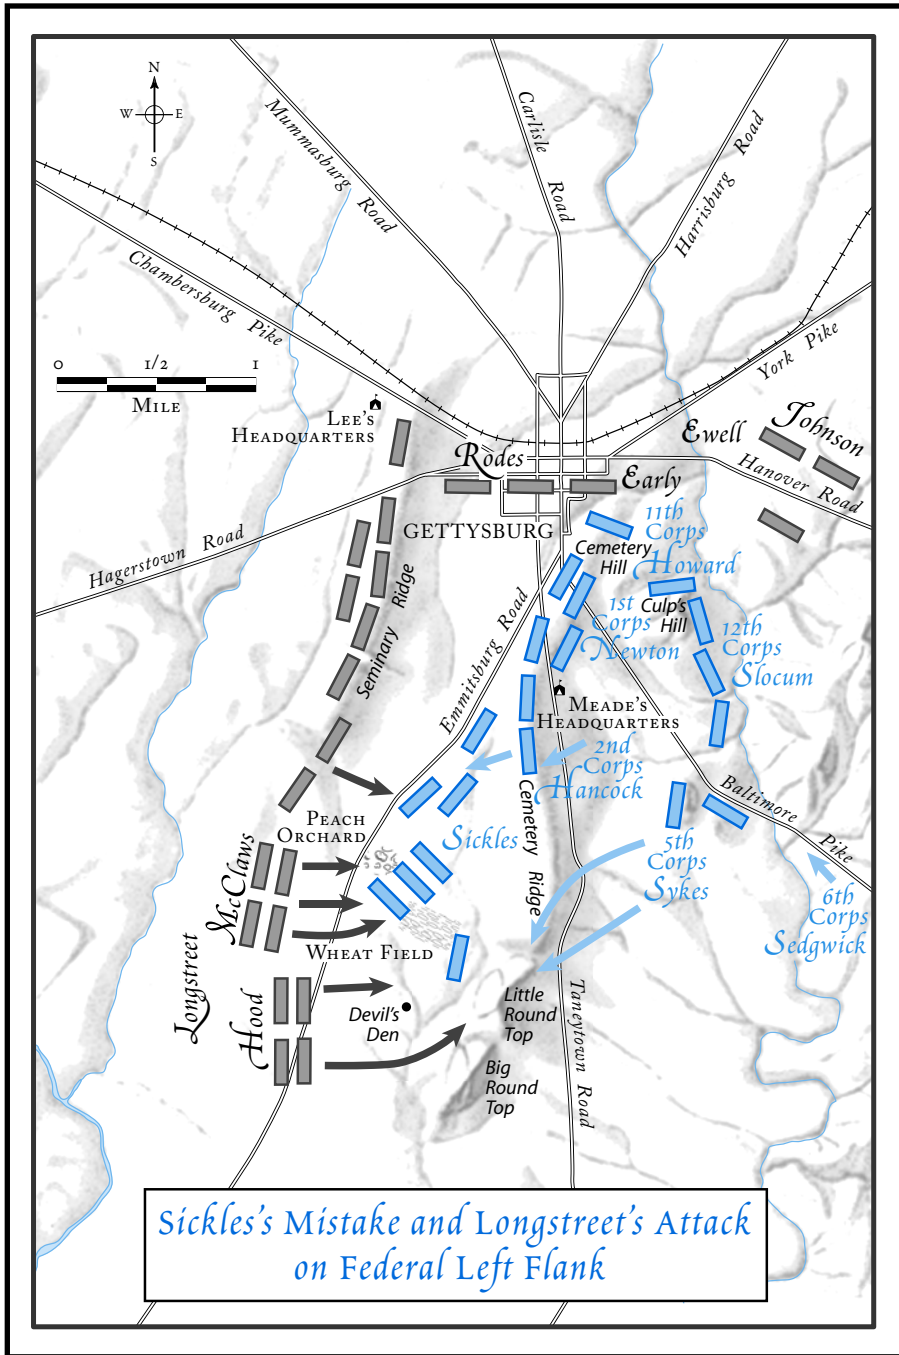 N
W E
S
Mummasburg Road
Carlisle Road
Harrisburg Road
Chambersburg Pike
York Pike
0 1/2 1
MILE
LEE'S
HEADQUARTERS
Rodes
Ewell
Johnson
Early
Hanover Road
GETTYSBURG
Hagerstown Road
11th
Corps
Howard
Cemetery
Hill
Seminary Ridge
Emmitsburg Road
1st
Corps
Newton
Culp's
Hill
12th
Corps
Slocum
MEADE'S
HEADQUARTERS
2nd
Corps
Hancock
Cemetery Ridge
Baltimore Pike
PEACH
ORCHARD
Sickles
5th
Corps
Sykes
6th
Corps
Sedgwick
McClaws
Longstreet
WHEAT FIELD
Hood
Devil's
Den
Little
Round
Top
Big
Round
Top
Taneytown Road
Sickles's Mistake and Longstreet's Attack
on Federal Left Flank